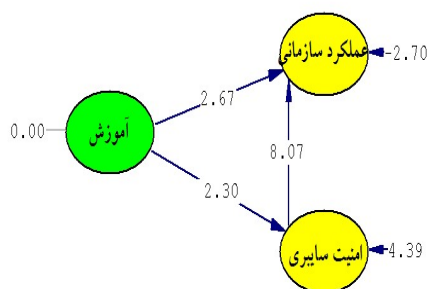 عملکرد سازمانی
-2.70
2.67
0.00
آموزش
8.07
2.30
امنیت سایبری
4.39